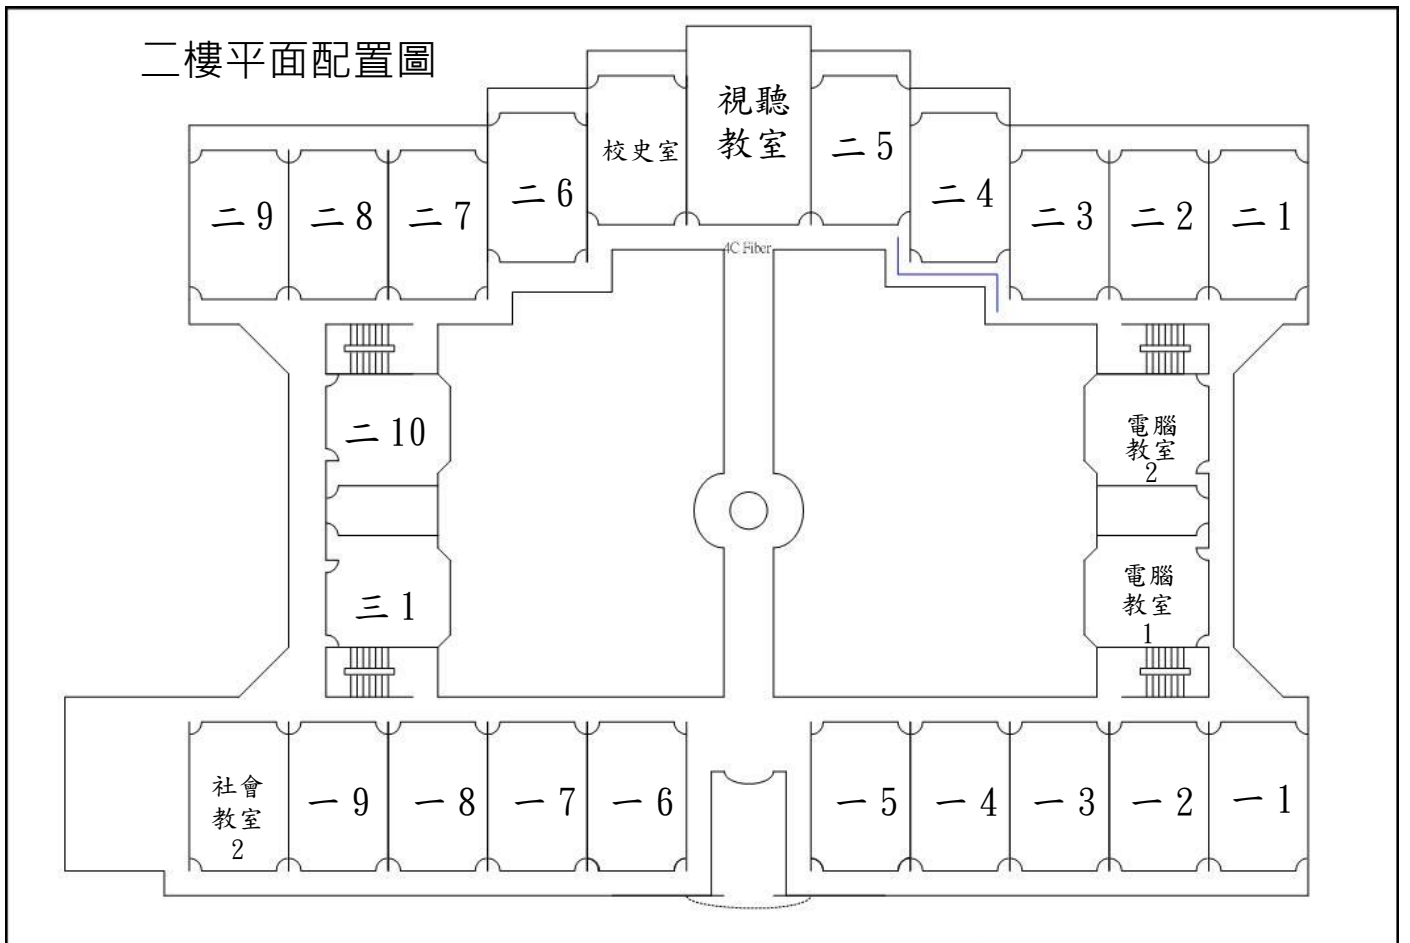 二樓平面配置圖
視聽
教室
校史室
二5
二6
二4
二9
二8
二7
二3
二2
二1
4C Fiber
二10
電腦
教室
2
三1
電腦
教室
1
社會
教室
2
一9
一8
一7
一6
一5
一4
一3
一2
一1